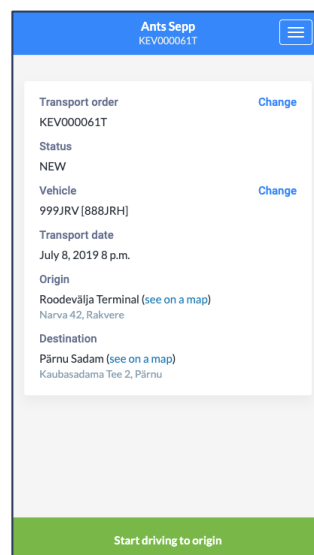 Ants Sepp
KEV000061T
Transport order Change
KEV000061T
Status
NEW
Vehicle Change
999JRV [888JRH]
Transport date
July 8, 2019 8 p.m.
Origin
Roodevälja Terminal (see on a map)
Narva 42, Rakvere
Destination
Pärnu Sadam (see on a map)
Kaubasadama Tee 2, Pärnu
Start driving to origin